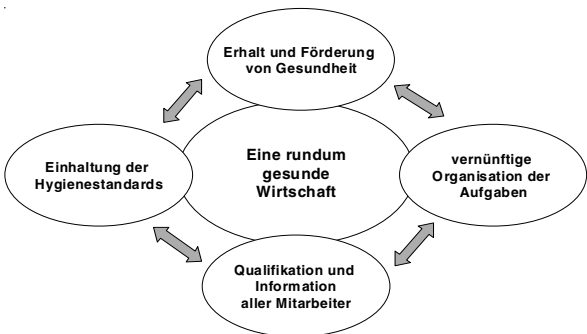 Erhalt und Förderung
von Gesundheit
Einhaltung der
Hygienestandards
Eine rundum
gesunde
Wirtschaft
vernünftige
Organisation der
Aufgaben
Qualifikation und
Information
aller Mitarbeiter